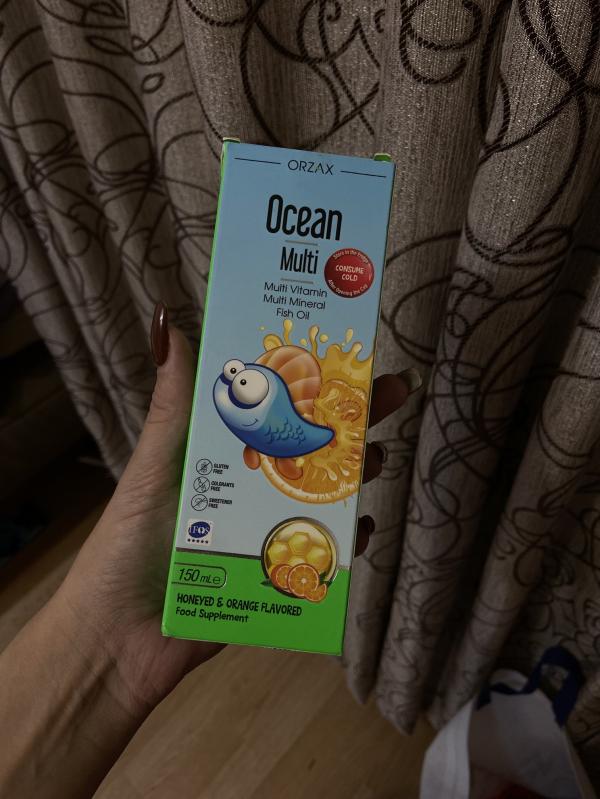 ORZAX
Ocean
Multi
Multi Vitamin
Multi Mineral
Fish Oil
Store in the Fridge
CONSUME
COLD
After Opening the Cap
GLUTEN
FREE
COLORANTS
FREE
SWEETENER
FREE
IFOS
150 mL e
HONEYED & ORANGE FLAVORED
Food Supplement